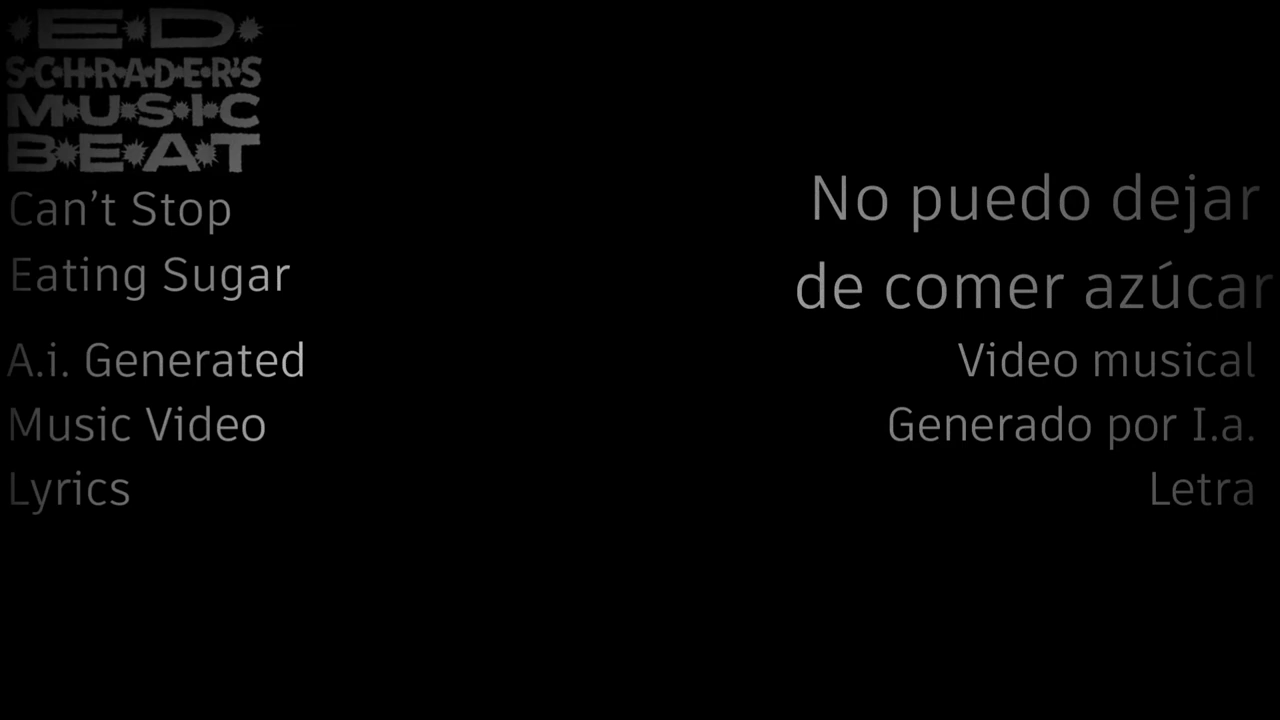 ED
SCHRADER'S
MUSIC
BEAT
Can't Stop
Eating Sugar
A.i. Generated
Music Video
Lyrics
No puedo dejar
de comer azúcar
Video musical
Generado por I.a.
Letra